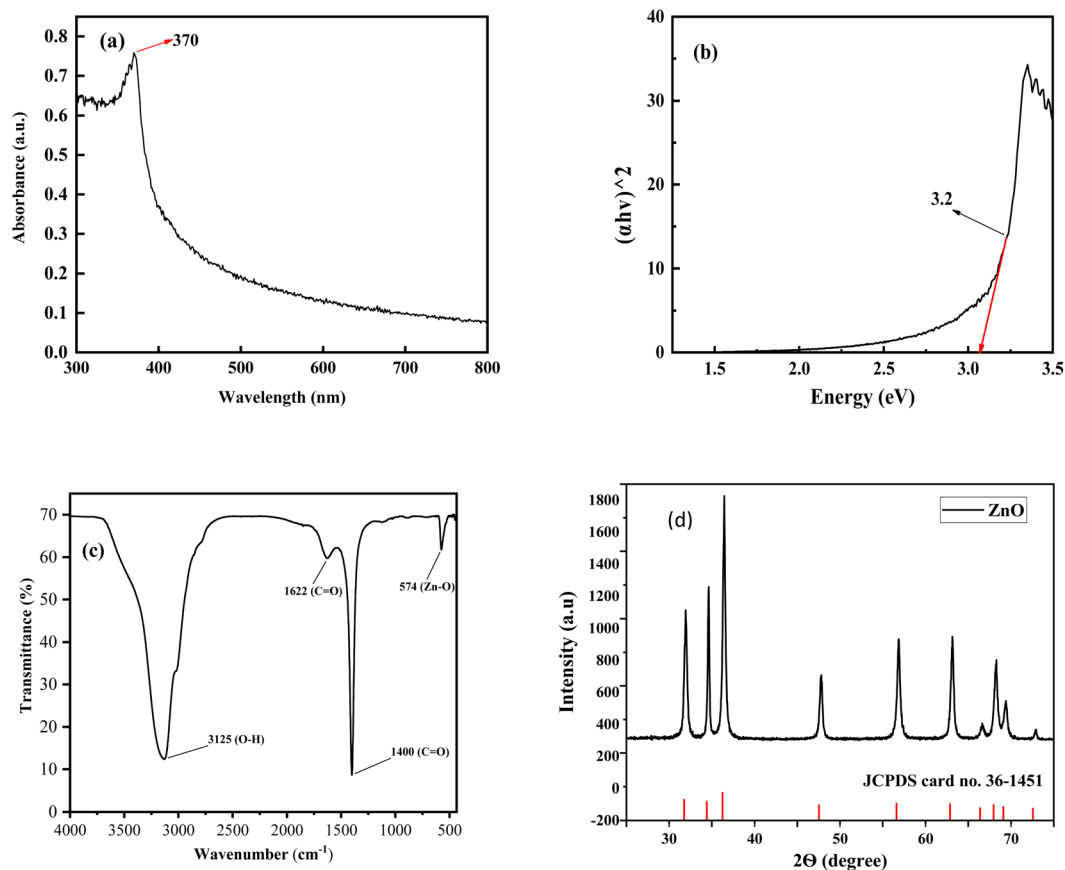 (a)
370
0.8
0.7
0.6
0.5
0.4
0.3
0.2
0.1
0.0
300 400 500 600 700 800
Absorbance (a.u.)
Wavelength (nm)
(b)
3.2
40
30
20
10
0
1.5 2.0 2.5 3.0 3.5
(αhv)^2
Energy (eV)
(c)
70
60
50
40
30
20
10
0
1622 (C=O)
574 (Zn-O)
3125 (O-H)
1400 (C=O)
4000 3500 3000 2500 2000 1500 1000 500
Transmittance (%)
Wavenumber (cm-1)
(d)
ZnO
1800
1600
1400
1200
1000
800
600
400
200
0
-200
JCPDS card no. 36-1451
30 40 50 60 70
Intensity (a.u)
2Θ (degree)